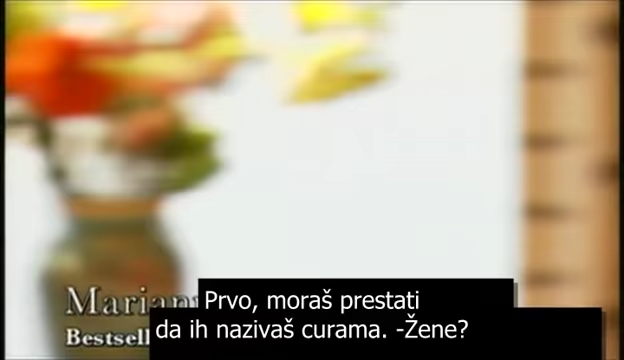 Prvo, moraš prestati
da ih nazivaš curama. -Žene?